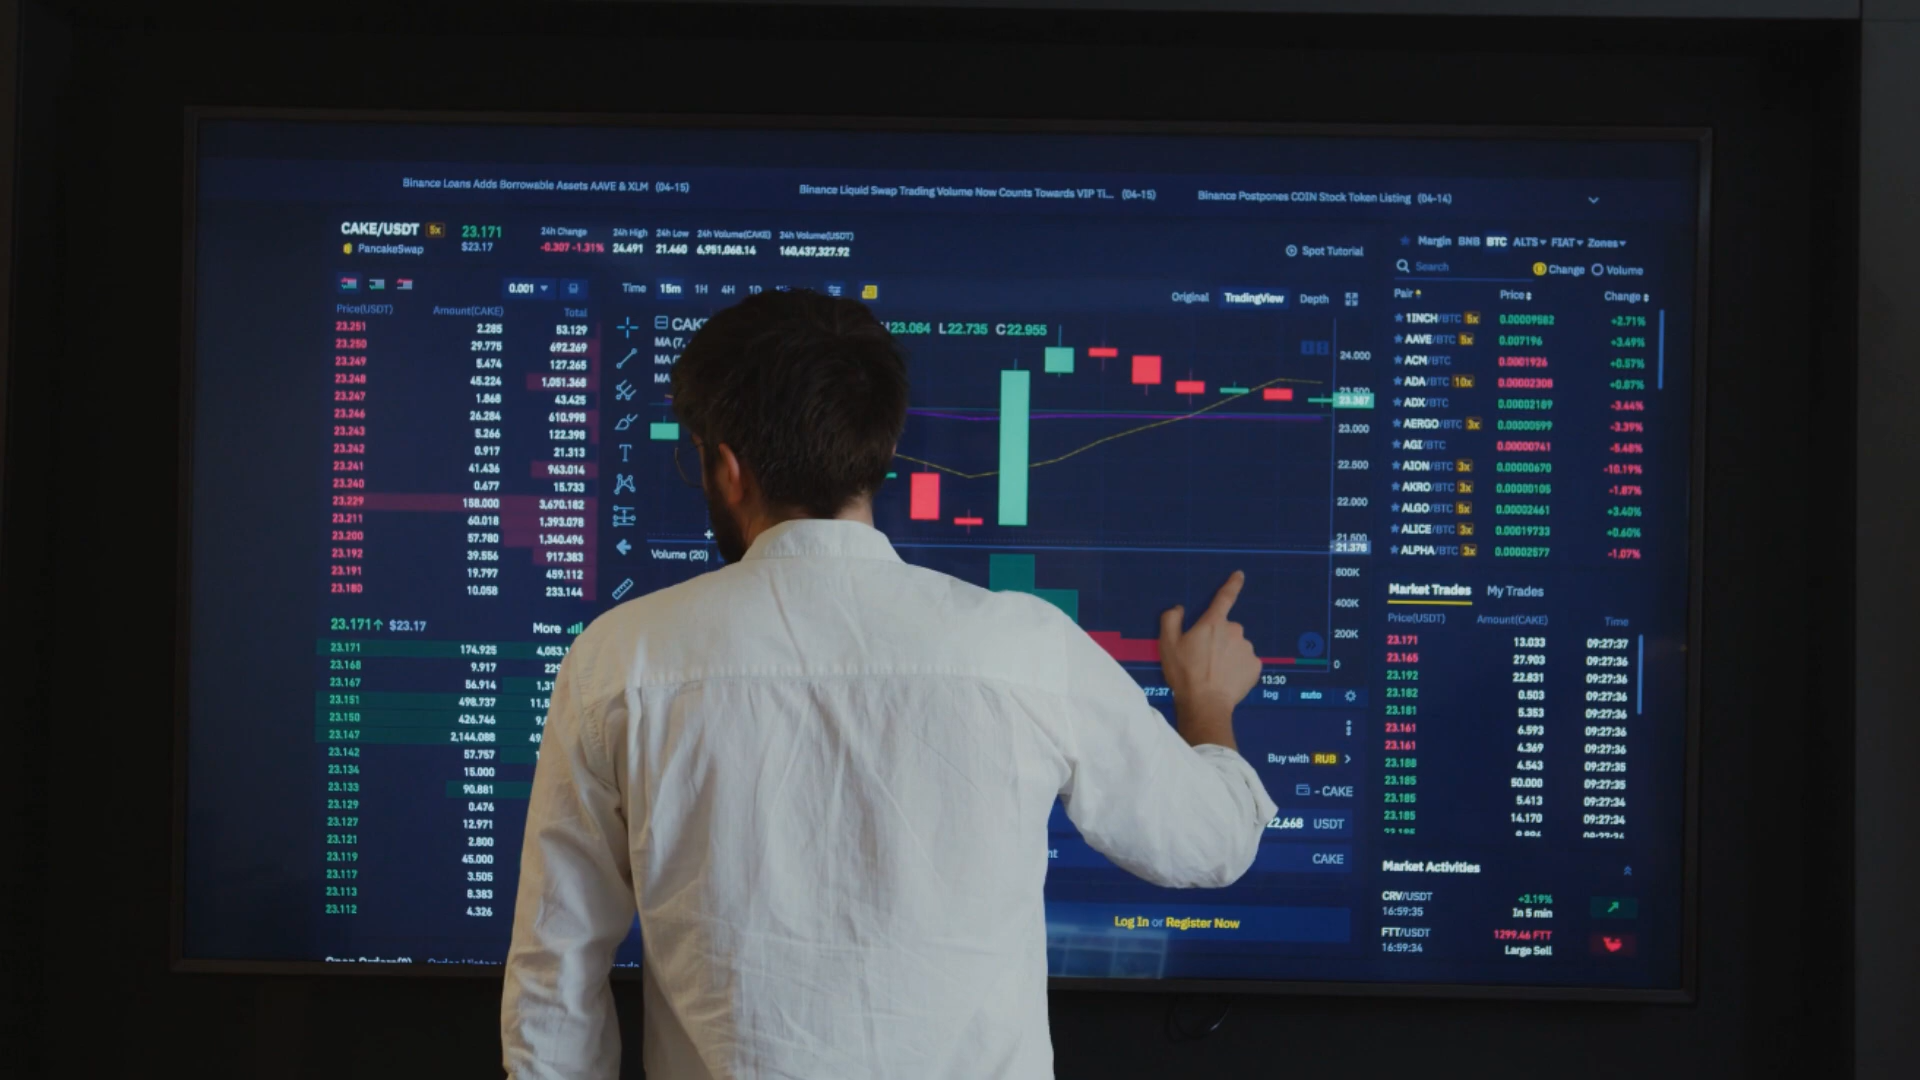 Binance Loans Adds Borrowable Assets AAVE & XLM (04-15)
Binance Liquid Swap Trading Volume Now Counts Towards VIP Ti... (04-15)
Binance Postpones COIN Stock Token Listing (04-14)
CAKE/USDT 5x 23.171
PancakeSwap $23.17
24h Change 24h High 24h Low 24h Volume(CAKE) 24h Volume(USDT)
-0.307 -1.31% 24.491 21.460 6,951,068.14 160,437,327.92
Spot Tutorial
0.001
Price(USDT) Amount(CAKE) Total
23.251 2.285 53.129
23.250 29.775 692.269
23.249 5.474 127.265
23.248 45.224 1,051.368
23.247 1.868 43.425
23.246 26.284 610.998
23.243 5.266 122.398
23.242 0.917 21.313
23.241 41.436 963.014
23.240 0.677 15.733
23.229 158.000 3,670.182
23.211 60.018 1,393.078
23.200 57.780 1,340.496
23.192 39.556 917.383
23.191 19.797 459.112
23.180 10.058 233.144
23.171↑ $23.17 More
23.171 174.925
23.168 9.917
23.167 56.914
23.151 498.737
23.150 426.746
23.147 2,144.088
23.142 57.757
23.134 15.000
23.133 90.881
23.129 0.476
23.127 12.971
23.121 2.800
23.119 45.000
23.117 3.505
23.113 8.383
23.112 4.326
Time 15m 1H 4H 1D
Original TradingView Depth
CAK
23.064 L22.735 C22.955
MA (7,
MA
MA
24.000
23.500
23.387
23.000
22.500
22.000
21.500
21.376
Volume (20)
600K
400K
200K
0
13:30
27:37
log auto
Buy with RUB
- CAKE
22,668 USDT
CAKE
Log In or Register Now
Margin BNB BTC ALTS FIAT Zones
Search Change Volume
Pair Price Change
1INCH/BTC 5x 0.00009582 +2.71%
AAVE/BTC 5x 0.007196 +3.49%
ACM/BTC 0.0001926 +0.57%
ADA/BTC 10x 0.00002308 +0.87%
ADX/BTC 0.00002189 -3.44%
AERGO/BTC 3x 0.00000599 -3.39%
AGI/BTC 0.00000741 -5.48%
AION/BTC 3x 0.00000670 -10.19%
AKRO/BTC 3x 0.00000105 -1.87%
ALGO/BTC 5x 0.00002461 +3.40%
ALICE/BTC 3x 0.00019733 +0.60%
ALPHA/BTC 3x 0.00002577 -1.07%
Market Trades My Trades
Price(USDT) Amount(CAKE) Time
23.171 13.033 09:27:37
23.165 27.903 09:27:36
23.192 22.831 09:27:36
23.182 0.503 09:27:36
23.181 5.353 09:27:36
23.161 6.593 09:27:36
23.161 4.369 09:27:36
23.188 4.543 09:27:35
23.185 50.000 09:27:35
23.185 5.413 09:27:34
23.185 14.170 09:27:34
Market Activities
CRV/USDT +3.19%
16:59:35 In 5 min
FTT/USDT 1299.46 FTT
16:59:34 Large Sell